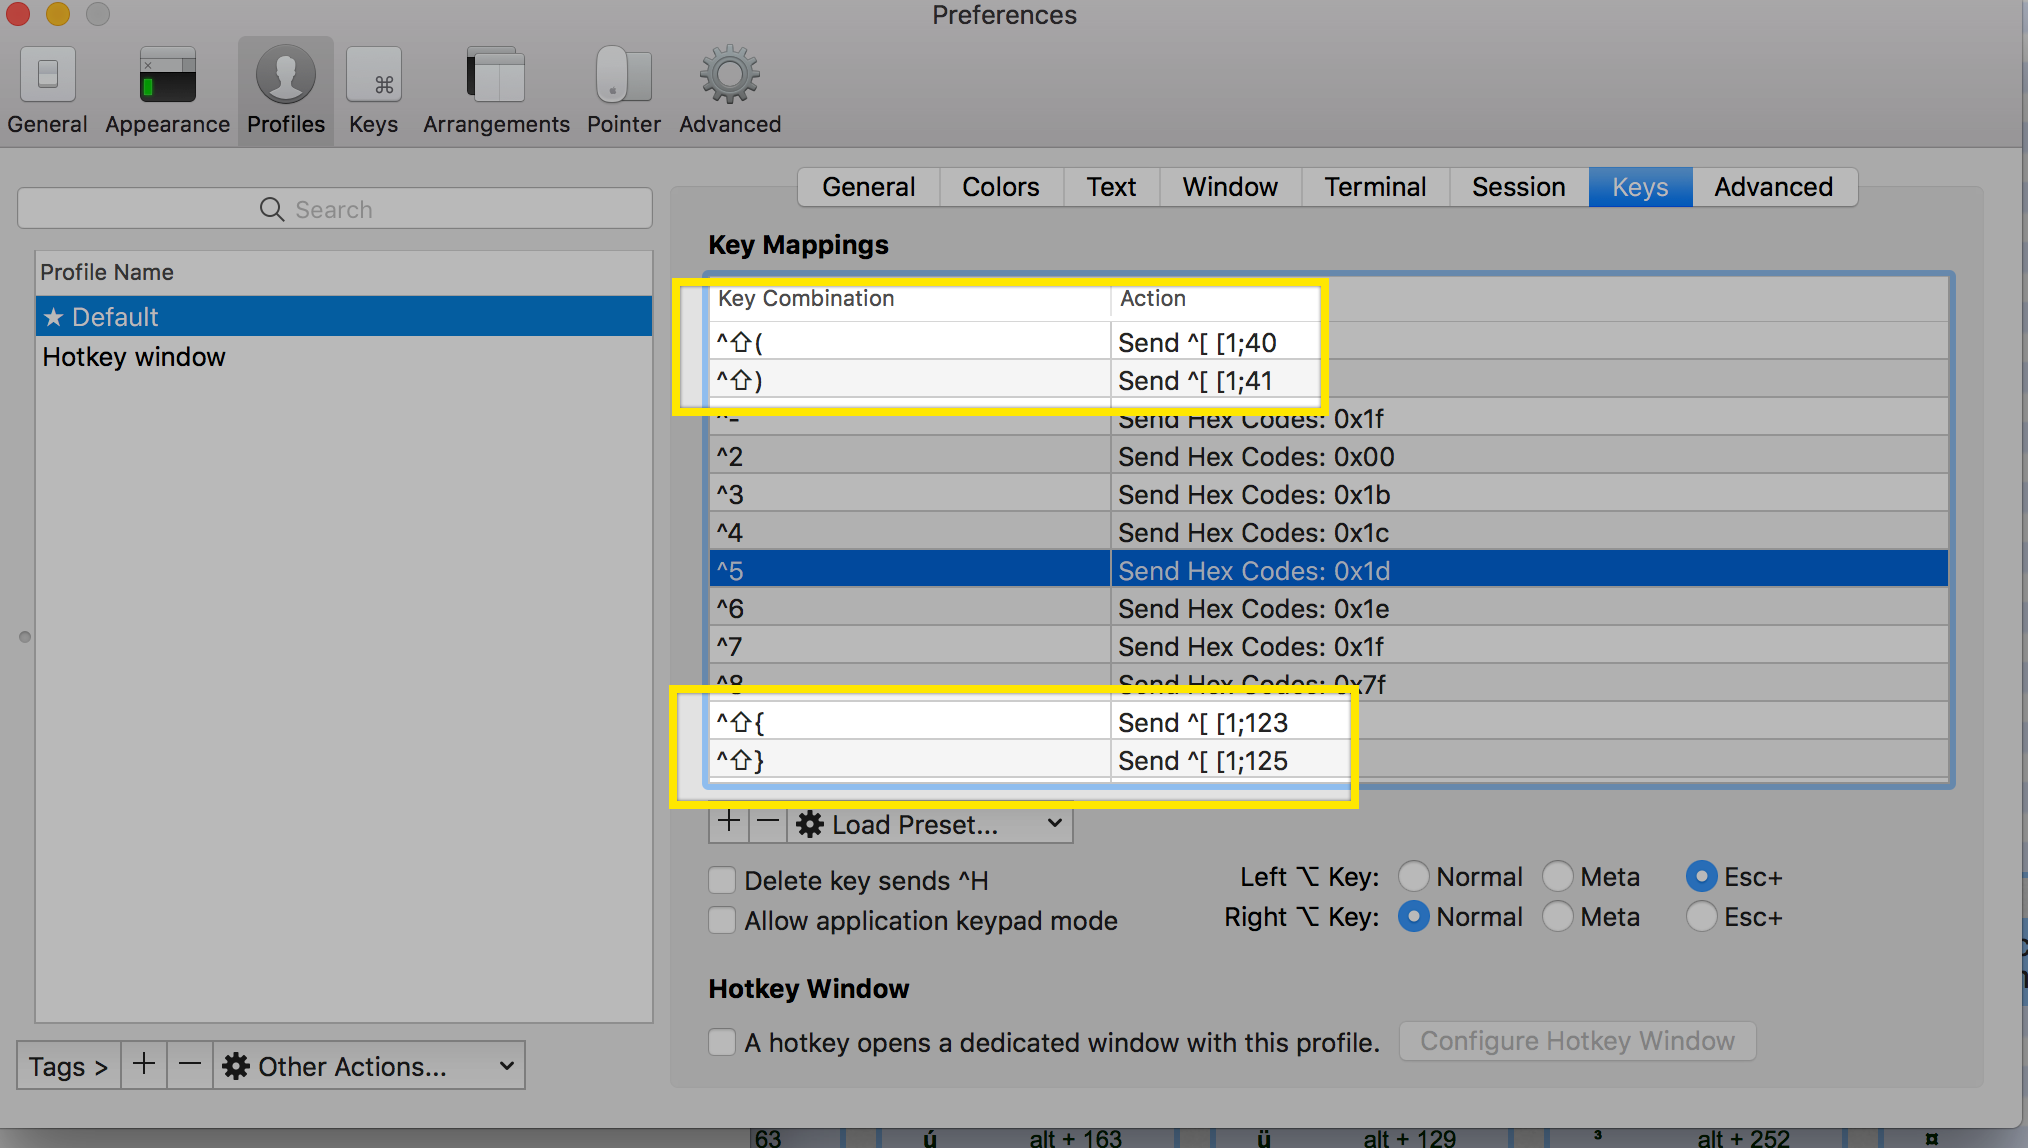 Preferences
General Appearance Profiles Keys Arrangements Pointer Advanced
Search
Profile Name
★ Default
Hotkey window
Tags > + − Other Actions...
General Colors Text Window Terminal Session Keys Advanced
Key Mappings
Key Combination Action
^⇧( Send ^[ [1;40
^⇧) Send ^[ [1;41
^- Send Hex Codes: 0x1f
^2 Send Hex Codes: 0x00
^3 Send Hex Codes: 0x1b
^4 Send Hex Codes: 0x1c
^5 Send Hex Codes: 0x1d
^6 Send Hex Codes: 0x1e
^7 Send Hex Codes: 0x1f
^8 Send Hex Codes: 0x7f
^⇧{ Send ^[ [1;123
^⇧} Send ^[ [1;125
+ − Load Preset...
Delete key sends ^H
Allow application keypad mode
Left ⌥ Key: Normal Meta Esc+
Right ⌥ Key: Normal Meta Esc+
Hotkey Window
A hotkey opens a dedicated window with this profile. Configure Hotkey Window
63 ú alt + 163 ü alt + 129 ³ alt + 252 ¤